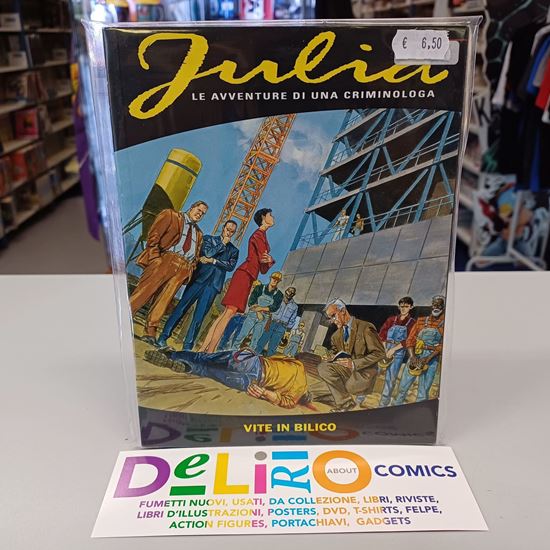 Julia
€ 6,50
LE AVVENTURE DI UNA CRIMINOLOGA
VITE IN BILICO
DeLiRiO ABOUT COMICS
FUMETTI NUOVI, USATI, DA COLLEZIONE, LIBRI, RIVISTE,
LIBRI D'ILLUSTRAZIONI, POSTERS, DVD, T-SHIRTS, FELPE,
ACTION FIGURES, PORTACHIAVI, GADGETS